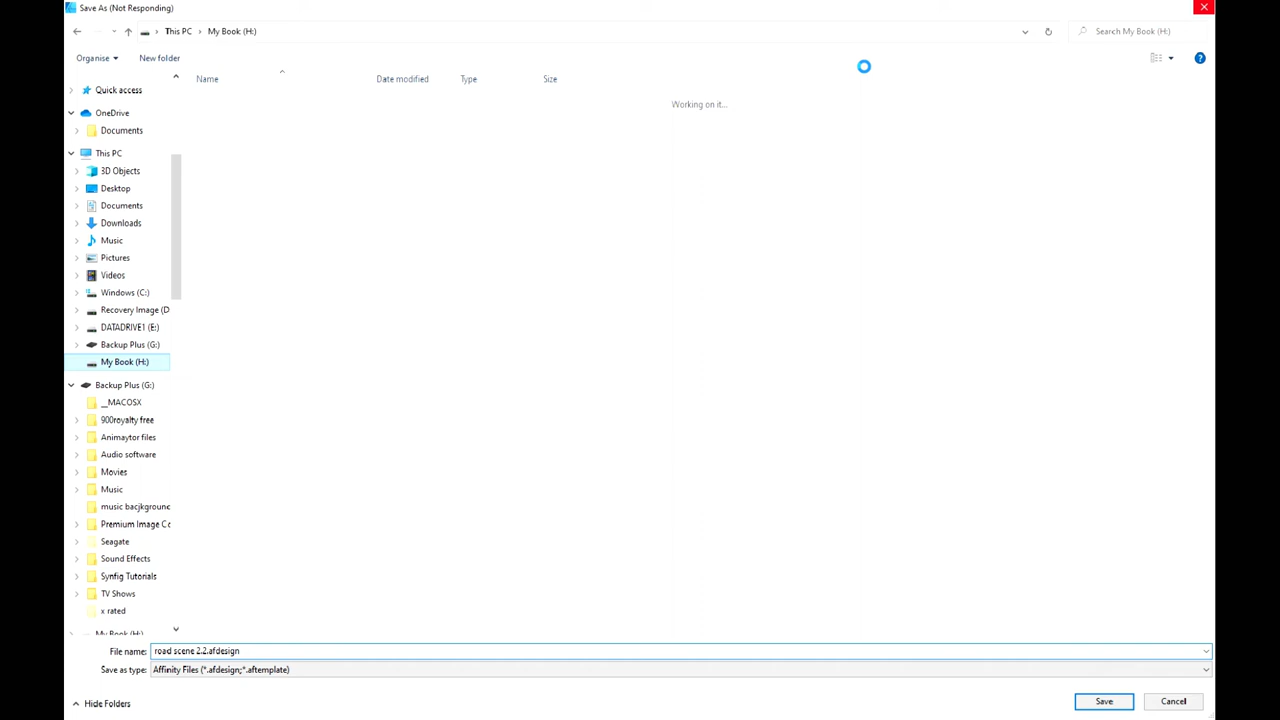 Save As (Not Responding)
This PC
My Book (H:)
Search My Book (H:)
Organise
New folder
Name
Date modified
Type
Size
Working on it...
Quick access
OneDrive
Documents
This PC
3D Objects
Desktop
Documents
Downloads
Music
Pictures
Videos
Windows (C:)
Recovery Image (D
DATADRIVE1 (E:)
Backup Plus (G:)
My Book (H:)
Backup Plus (G:)
__MACOSX
900royalty free
Animaytor files
Audio software
Movies
Music
music bacjkgrounc
Premium Image Cc
Seagate
Sound Effects
Synfig Tutorials
TV Shows
x rated
My Book (H:)
File name: road scene 2.2.afdesign
Save as type: Affinity Files (*.afdesign;*.aftemplate)
Hide Folders
Save
Cancel